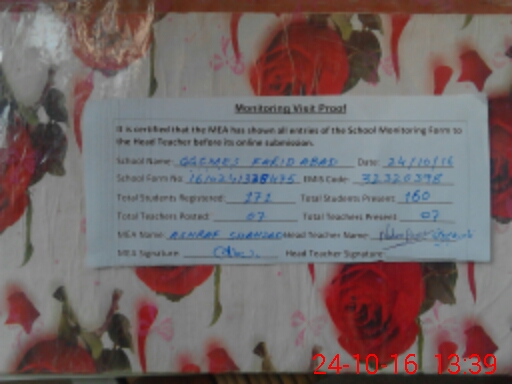 Monitoring Visit Proof
It is certified that the MEA has shown all entries of the School Monitoring Form to
the Head Teacher before its online submission.
School Name: GGCMES FARID ABAD Date: 24/10/16
School Form No: EMIS Code: 32320398
Total Students Registered: 171 Total Students Present: 160
Total Teachers Posted: 07 Total Teachers Present: 07
MEA Name: ASHRAF SHAHZAD Head Teacher Name:
MEA Signature: Head Teacher Signature:
24-10-16 13:39